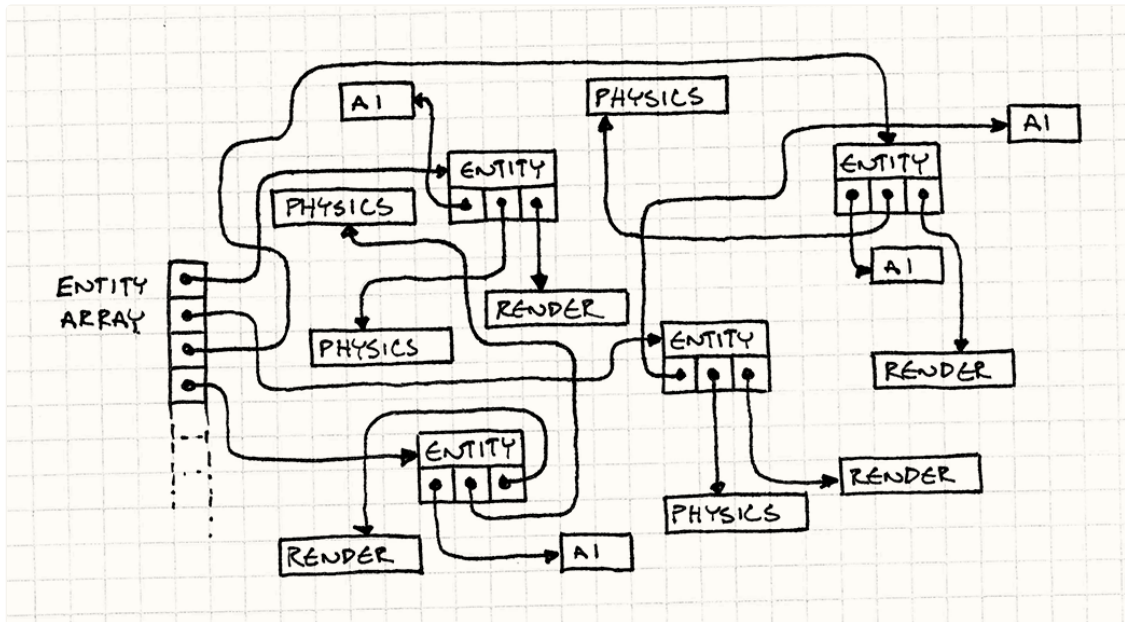 AI
PHYSICS
AI
ENTITY
ENTITY
PHYSICS
AI
ENTITY
ARRAY
RENDER
PHYSICS
ENTITY
RENDER
ENTITY
RENDER
PHYSICS
RENDER
AI